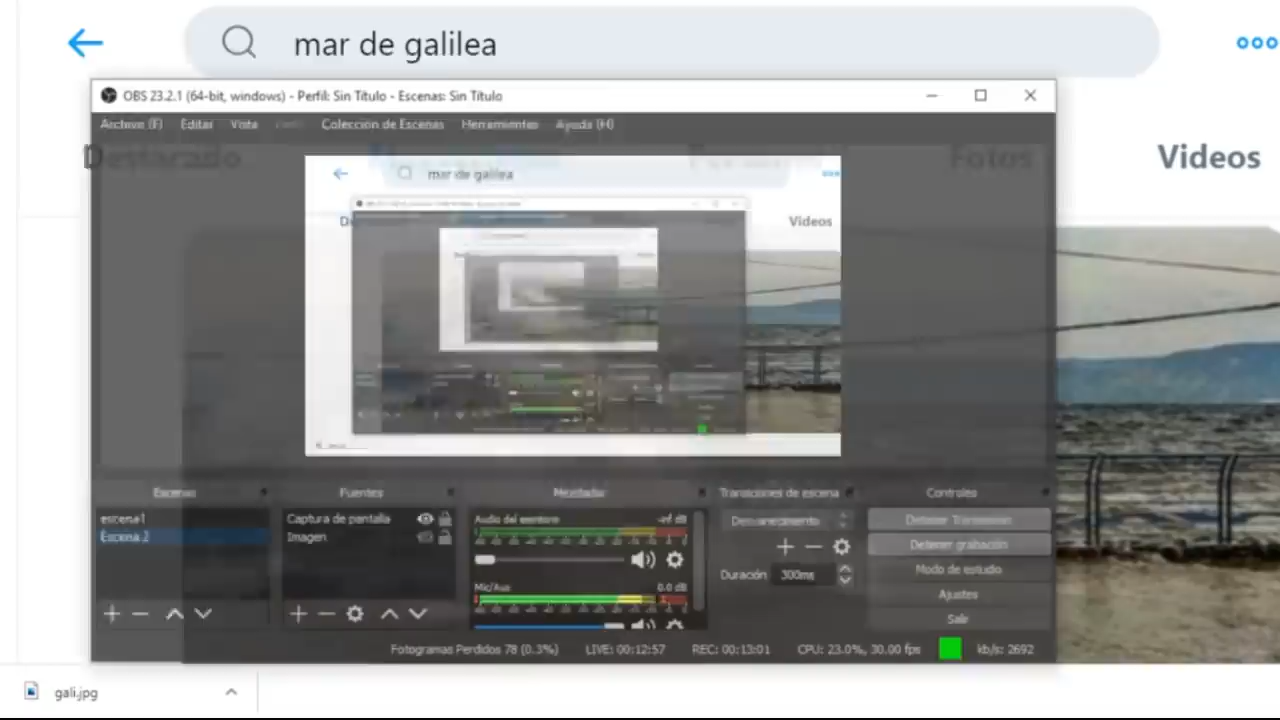 mar de galilea
OBS 23.2.1 (64-bit, windows) - Perfil: Sin Título - Escenas: Sin Título
Archivo (F) Editar Vista Colección de Escenas Herramientas Ayuda (H)
Destacado Fotos Videos
mar de galilea
Videos
Escenas Fuentes Mezclador Transiciones de escena Controles
escena1
Escena 2
Captura de pantalla
Imagen
Audio del escritorio -inf dB
Mic/Aux 0.0 dB
Desvanecimiento
Duración 300ms
Detener Transmisión
Detener grabación
Modo de estudio
Ajustes
Salir
Fotogramas Perdidos 78 (0.3%) LIVE: 00:12:57 REC: 00:13:01 CPU: 23.0%, 30.00 fps kb/s: 2692
gali.jpg